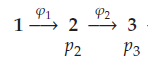 φ₁ φ₂
1 ⟶ 2 ⟶ 3
p₂ p₃